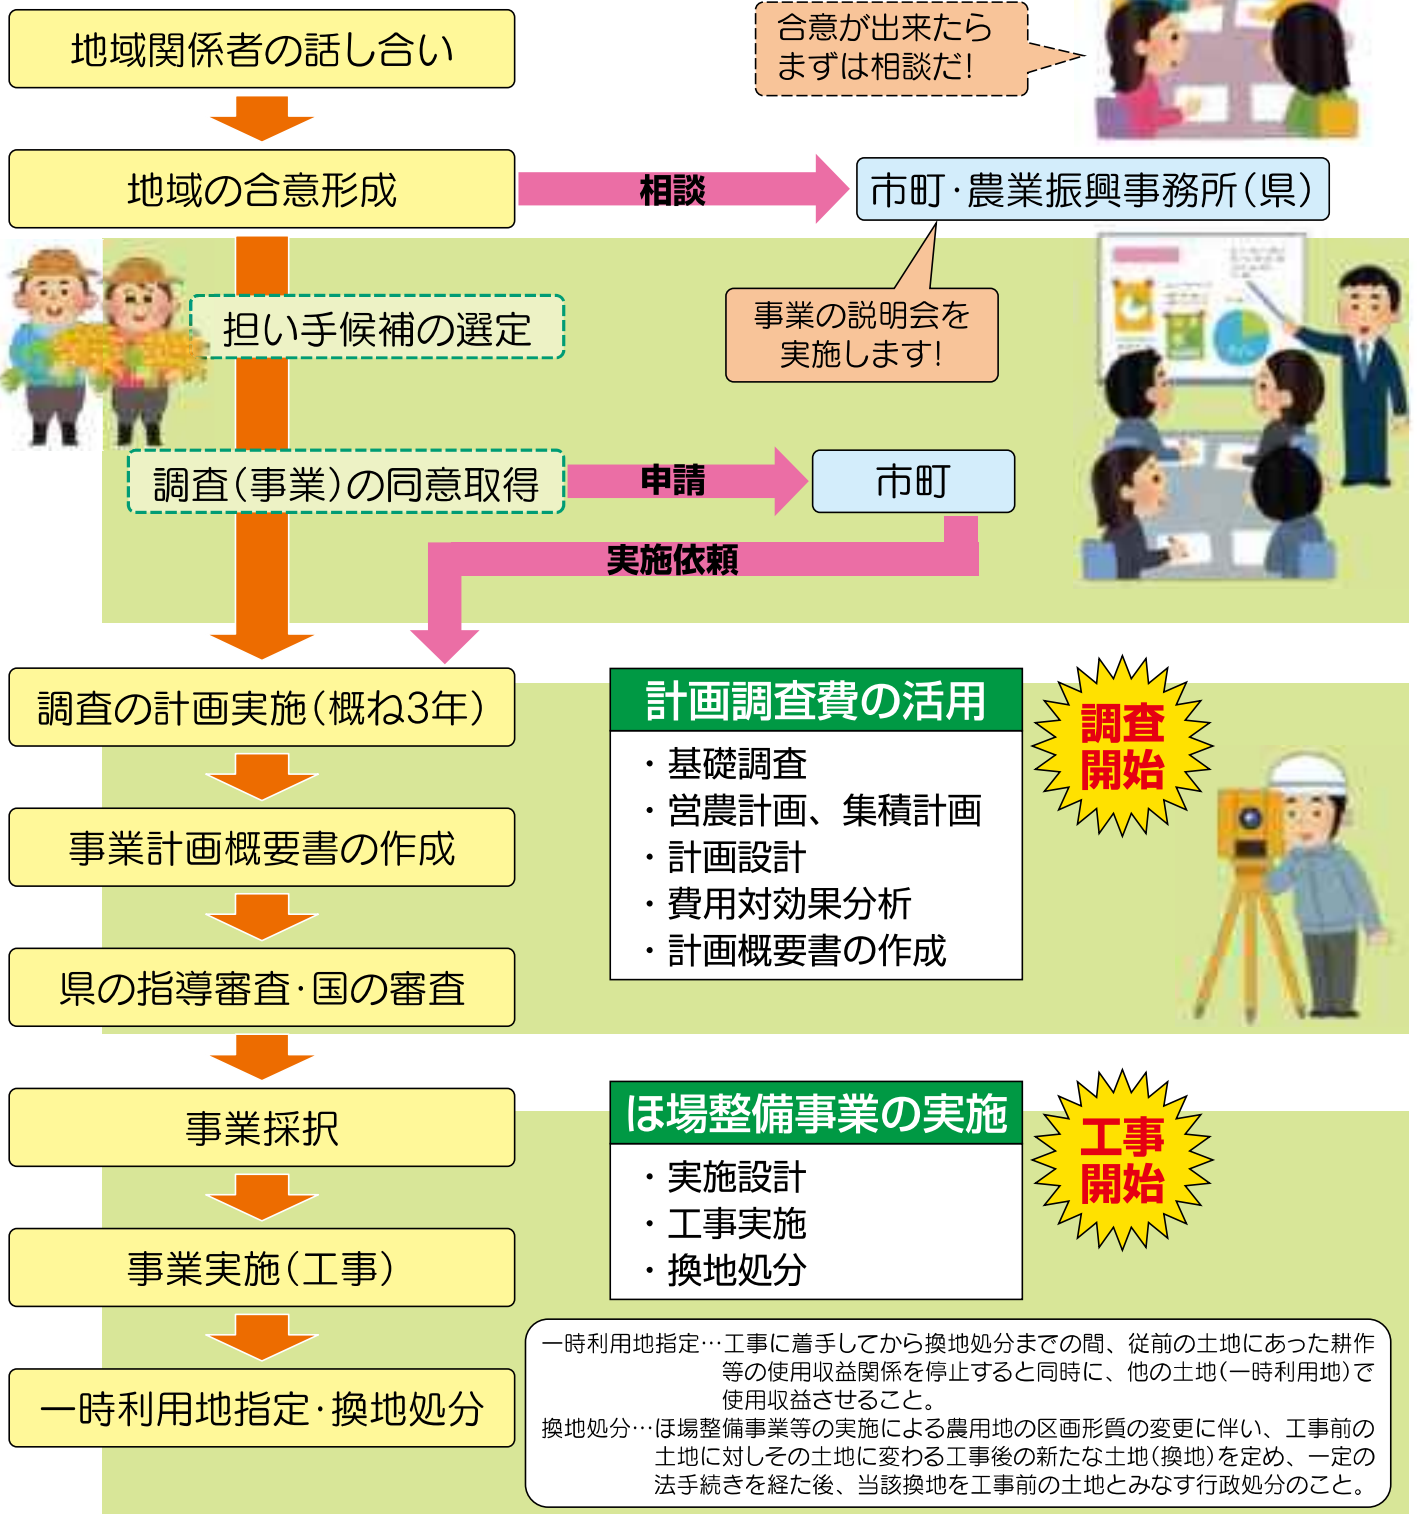 地域関係者の話し合い
合意が出来たら
まずは相談だ!
地域の合意形成
相談
市町・農業振興事務所(県)
担い手候補の選定
事業の説明会を
実施します!
調査(事業)の同意取得
申請
市町
実施依頼
調査の計画実施(概ね3年)
事業計画概要書の作成
県の指導審査・国の審査
計画調査費の活用
・基礎調査
・営農計画、集積計画
・計画設計
・費用対効果分析
・計画概要書の作成
調査
開始
事業採択
事業実施(工事)
一時利用地指定・換地処分
ほ場整備事業の実施
・実施設計
・工事実施
・換地処分
工事
開始
一時利用地指定…工事に着手してから換地処分までの間、従前の土地にあった耕作
等の使用収益関係を停止すると同時に、他の土地(一時利用地)で
使用収益させること。
換地処分…ほ場整備事業等の実施による農用地の区画形質の変更に伴い、工事前の
土地に対しその土地に変わる工事後の新たな土地(換地)を定め、一定の
法手続きを経た後、当該換地を工事前の土地とみなす行政処分のこと。